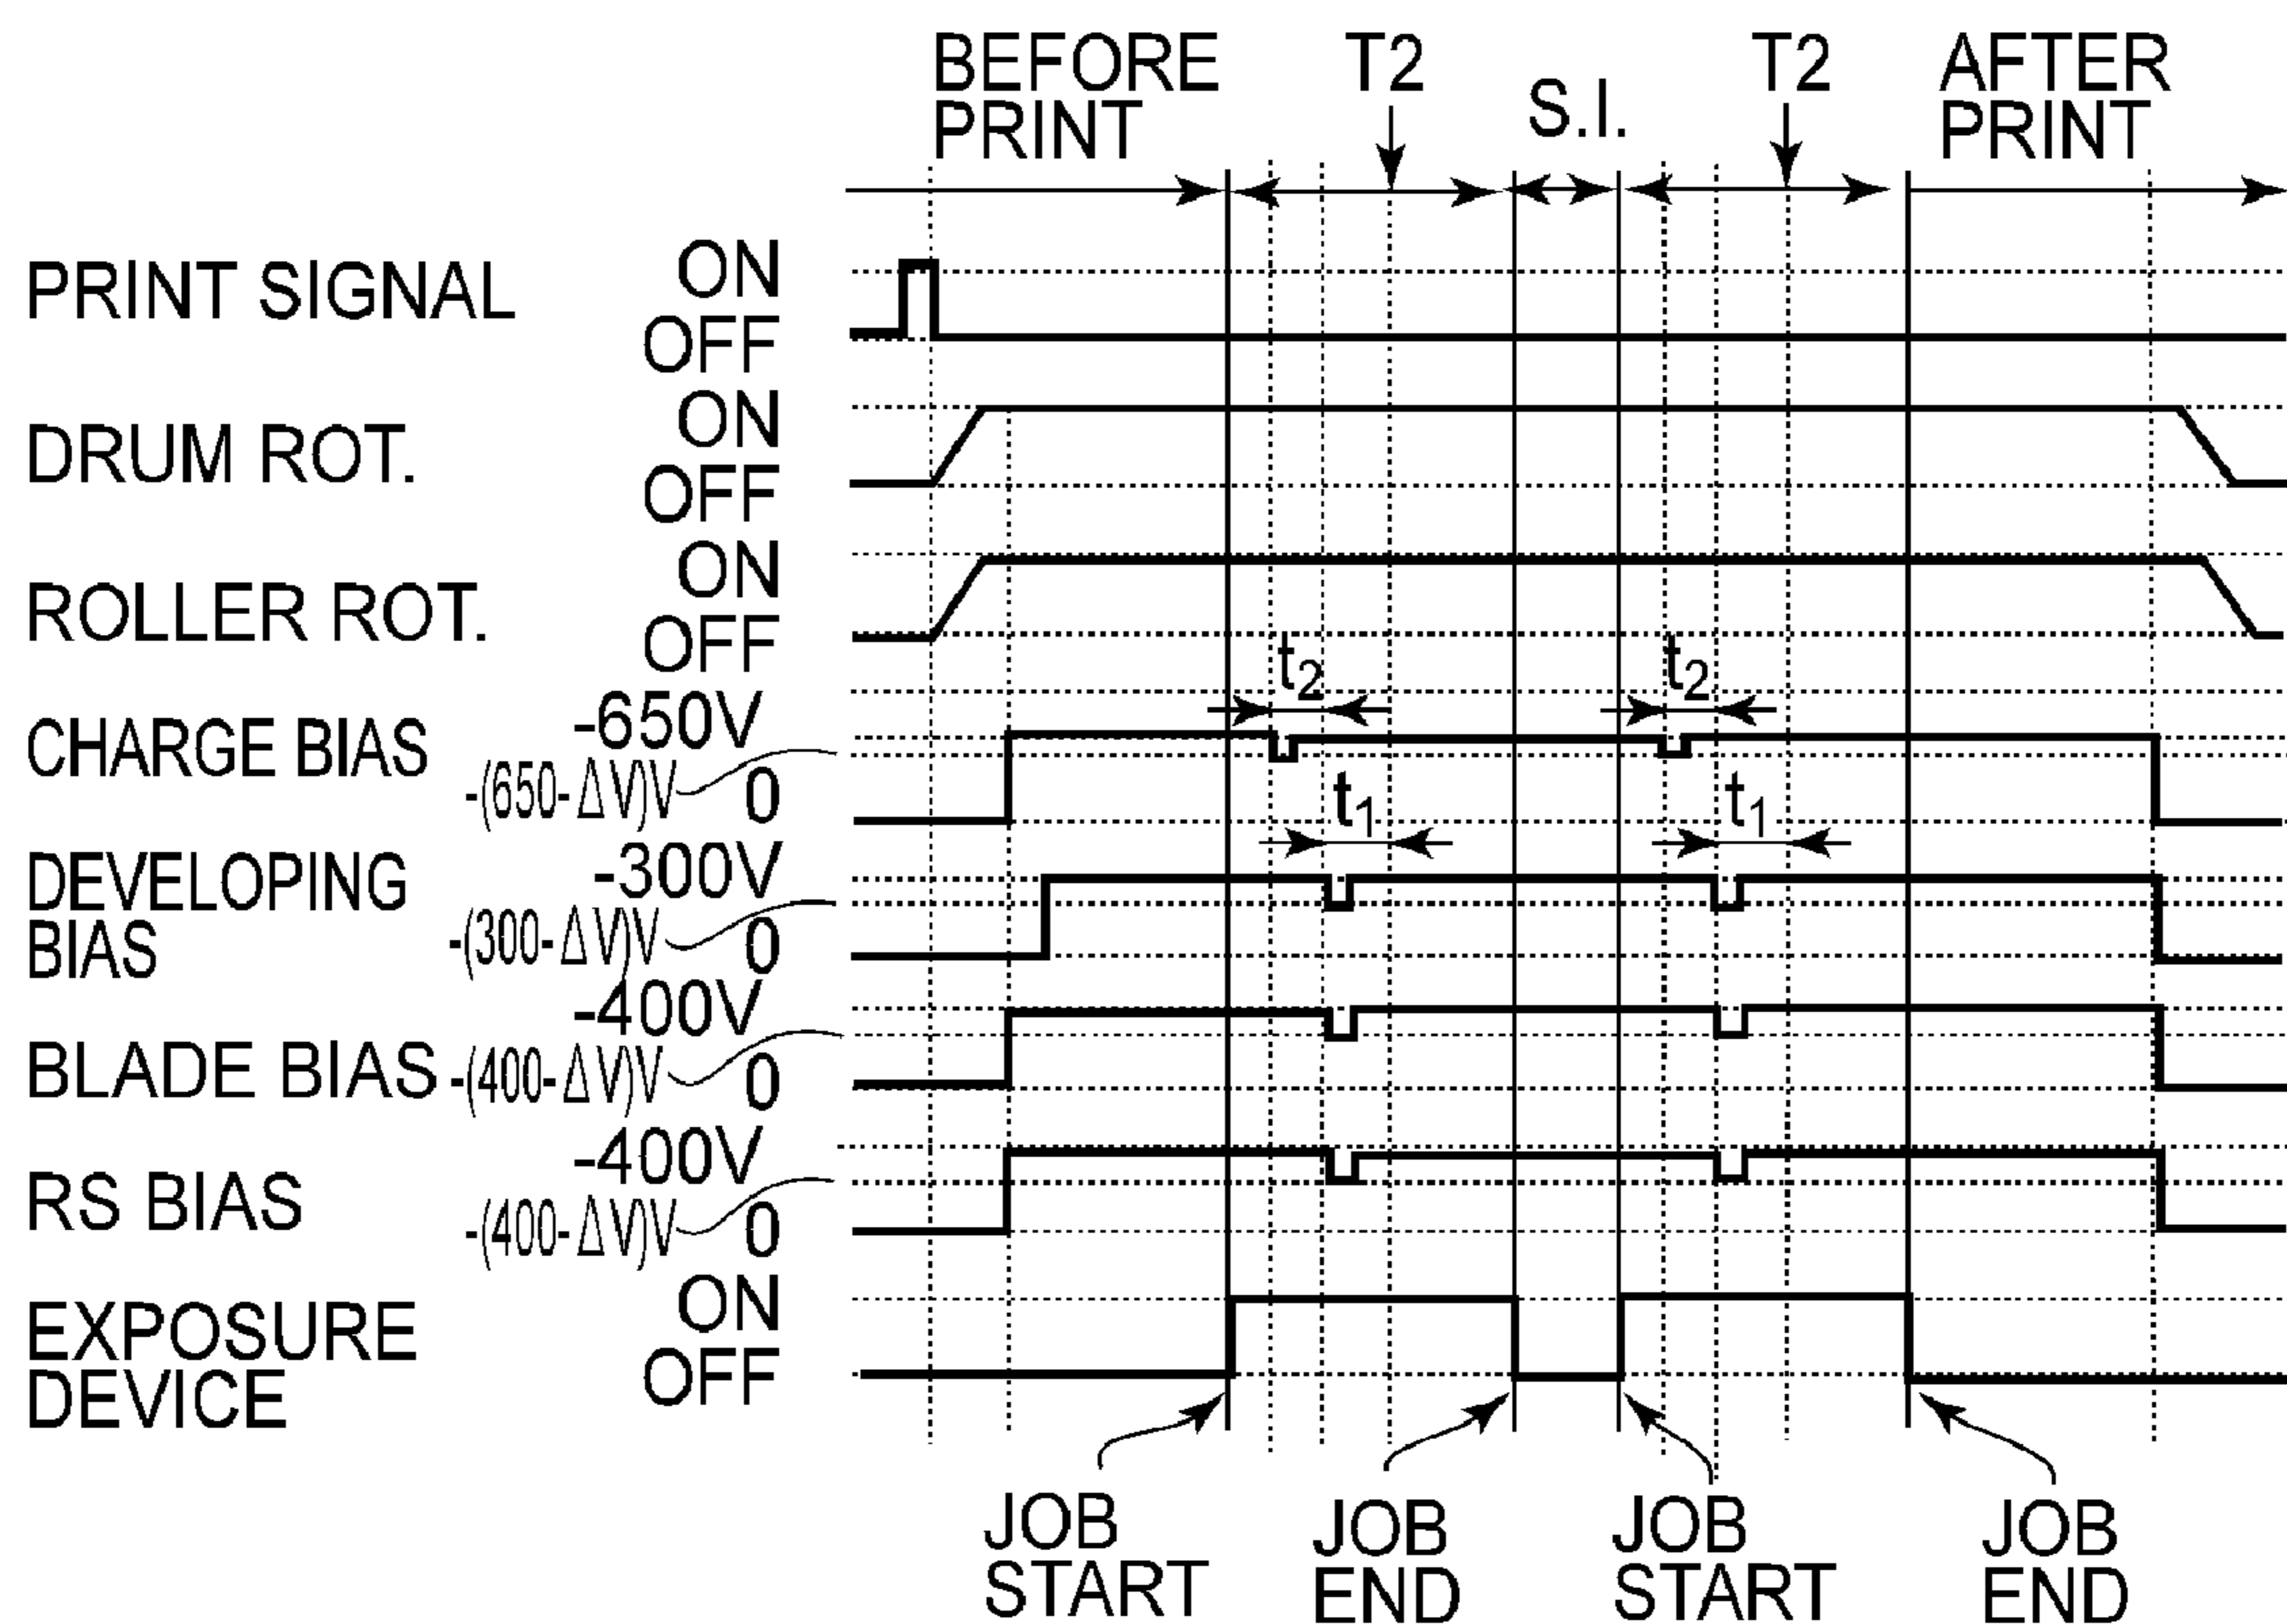 BEFORE
PRINT
T2
S.I.
T2
AFTER
PRINT
PRINT SIGNAL
ON
OFF
DRUM ROT.
ON
OFF
ROLLER ROT.
ON
OFF
t2
t2
CHARGE BIAS
-650V
-(650-ΔV)V
0
t1
t1
DEVELOPING
BIAS
-300V
-(300-ΔV)V
0
BLADE BIAS
-400V
-(400-ΔV)V
0
RS BIAS
-400V
-(400-ΔV)V
0
EXPOSURE
DEVICE
ON
OFF
JOB
START
JOB
END
JOB
START
JOB
END